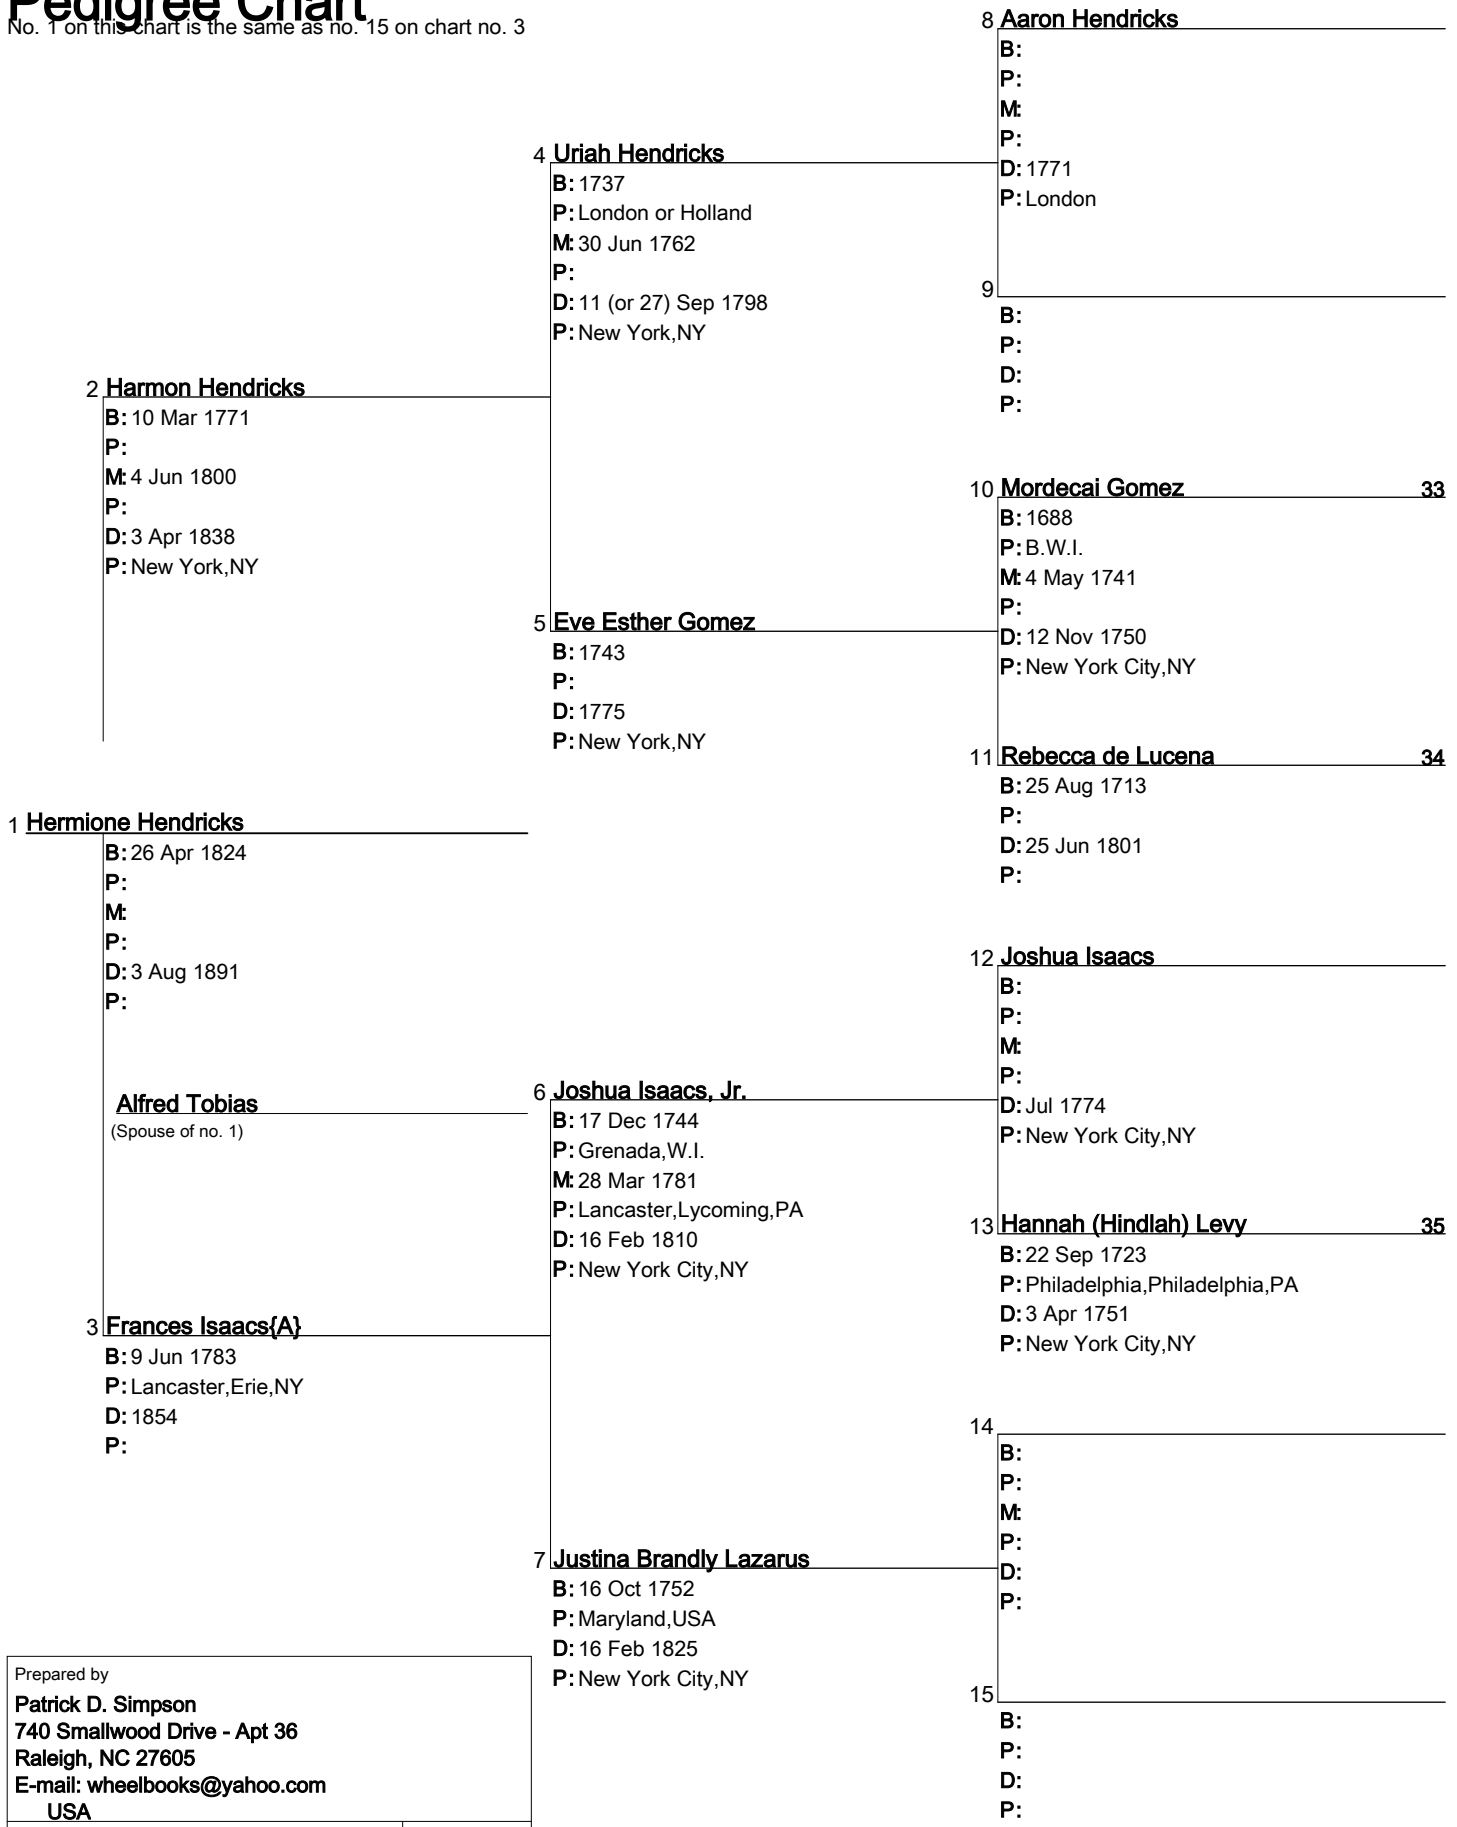 Pedigree Chart
No. 1 on this chart is the same as no. 15 on chart no. 3
8 Aaron Hendricks
B:
P:
M:
P:
D: 1771
P: London
4 Uriah Hendricks
B: 1737
P: London or Holland
M: 30 Jun 1762
P:
D: 11 (or 27) Sep 1798
P: New York,NY
9
B:
P:
D:
P:
2 Harmon Hendricks
B: 10 Mar 1771
P:
M: 4 Jun 1800
P:
D: 3 Apr 1838
P: New York,NY
10 Mordecai Gomez 33
B: 1688
P: B.W.I.
M: 4 May 1741
P:
D: 12 Nov 1750
P: New York City,NY
5 Eve Esther Gomez
B: 1743
P:
D: 1775
P: New York,NY
11 Rebecca de Lucena 34
B: 25 Aug 1713
P:
D: 25 Jun 1801
P:
1 Hermione Hendricks
B: 26 Apr 1824
P:
M:
P:
D: 3 Aug 1891
P:
Alfred Tobias
(Spouse of no. 1)
12 Joshua Isaacs
B:
P:
M:
P:
D: Jul 1774
P: New York City,NY
6 Joshua Isaacs, Jr.
B: 17 Dec 1744
P: Grenada,W.I.
M: 28 Mar 1781
P: Lancaster,Lycoming,PA
D: 16 Feb 1810
P: New York City,NY
13 Hannah (Hindlah) Levy 35
B: 22 Sep 1723
P: Philadelphia,Philadelphia,PA
D: 3 Apr 1751
P: New York City,NY
3 Frances Isaacs{A}
B: 9 Jun 1783
P: Lancaster,Erie,NY
D: 1854
P:
14
B:
P:
M:
P:
D:
P:
7 Justina Brandly Lazarus
B: 16 Oct 1752
P: Maryland,USA
D: 16 Feb 1825
P: New York City,NY
15
B:
P:
D:
P:
Prepared by
Patrick D. Simpson
740 Smallwood Drive - Apt 36
Raleigh, NC 27605
E-mail: wheelbooks@yahoo.com
USA